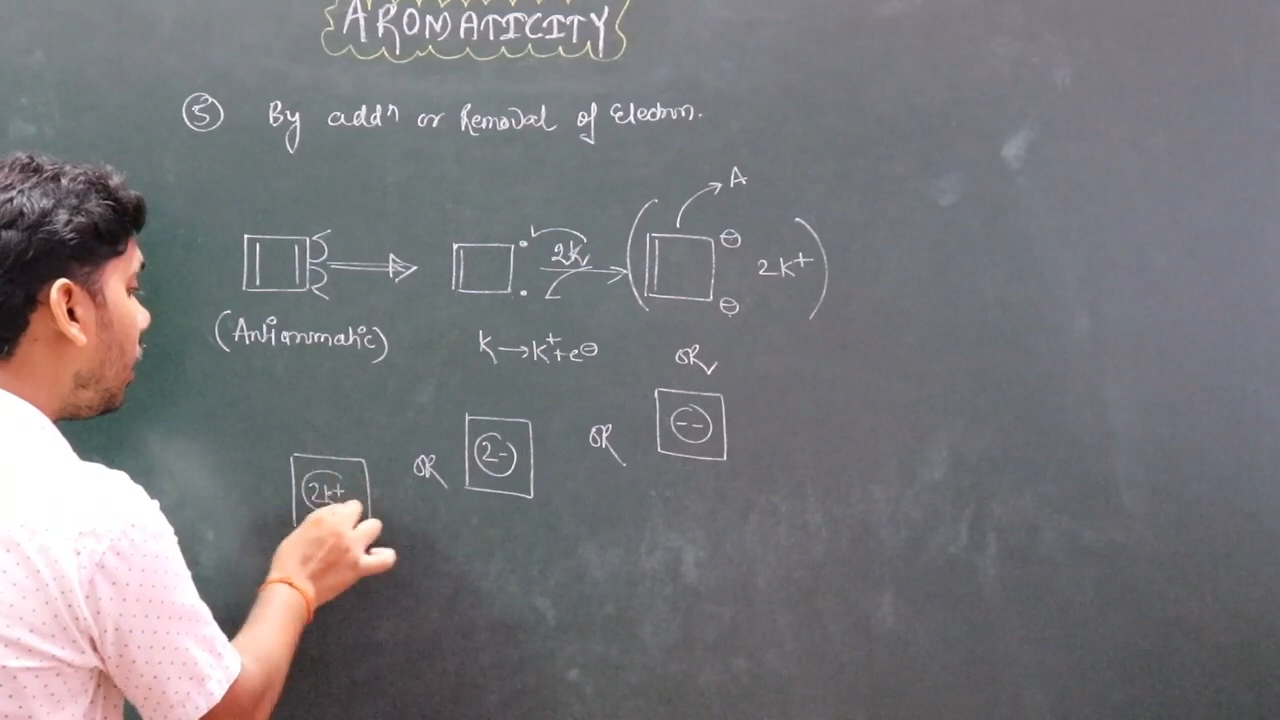 AROMATICITY
5 By addn or Removal of Electron.
A
2K ⊖ 2K+
⊖
(Antiaromatic) K → K+ + e⊖ OR
2K+ OR 2- OR --